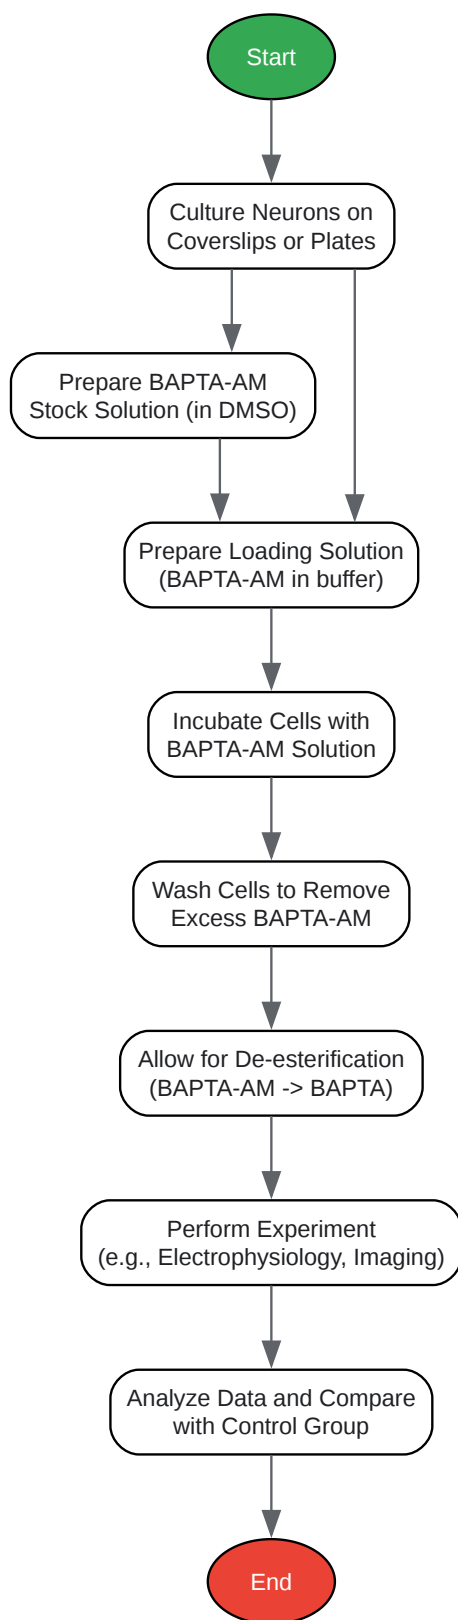 Start
Culture Neurons on
Coverslips or Plates
Prepare BAPTA-AM
Stock Solution (in DMSO)
Prepare Loading Solution
(BAPTA-AM in buffer)
Incubate Cells with
BAPTA-AM Solution
Wash Cells to Remove
Excess BAPTA-AM
Allow for De-esterification
(BAPTA-AM -> BAPTA)
Perform Experiment
(e.g., Electrophysiology, Imaging)
Analyze Data and Compare
with Control Group
End